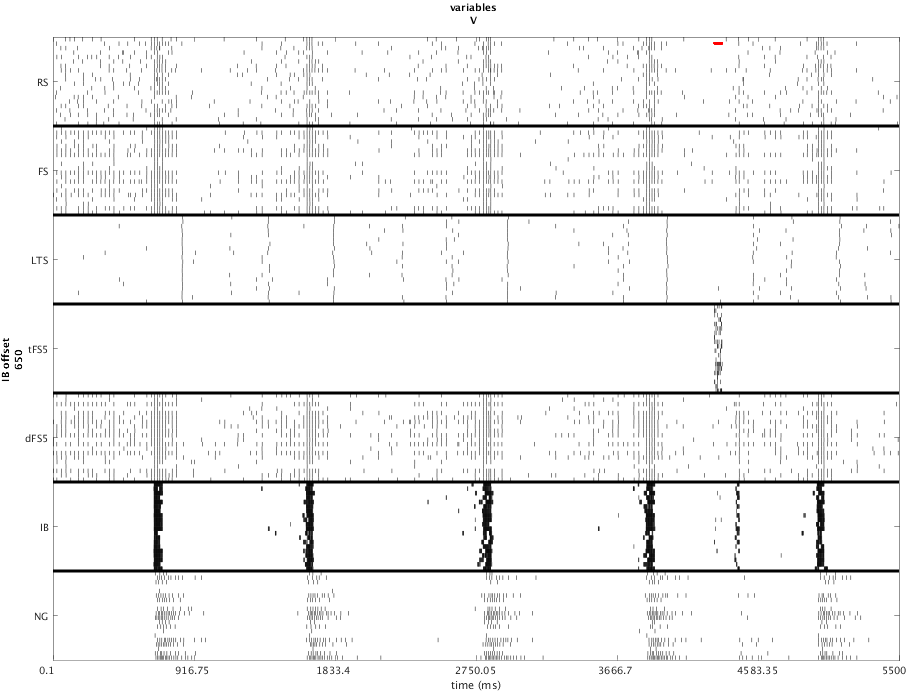 variables
V
RS
FS
LTS
tFS5
dFS5
IB
NG
IB offset
650
0.1 916.75 1833.4 2750.05 3666.7 4583.35 5500
time (ms)